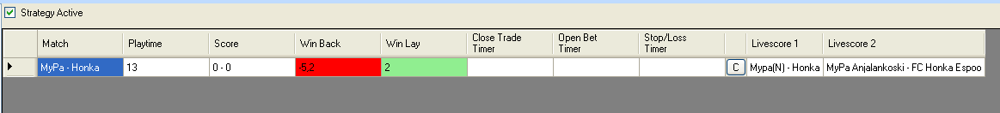 Strategy Active
Match Playtime Score Win Back Win Lay Close Trade Timer Open Bet Timer Stop/Loss Timer Livescore 1 Livescore 2
MyPa - Honka 13 0 - 0 -5,2 2 C Mypa(N) - Honka MyPa Anjalankoski - FC Honka Espoo